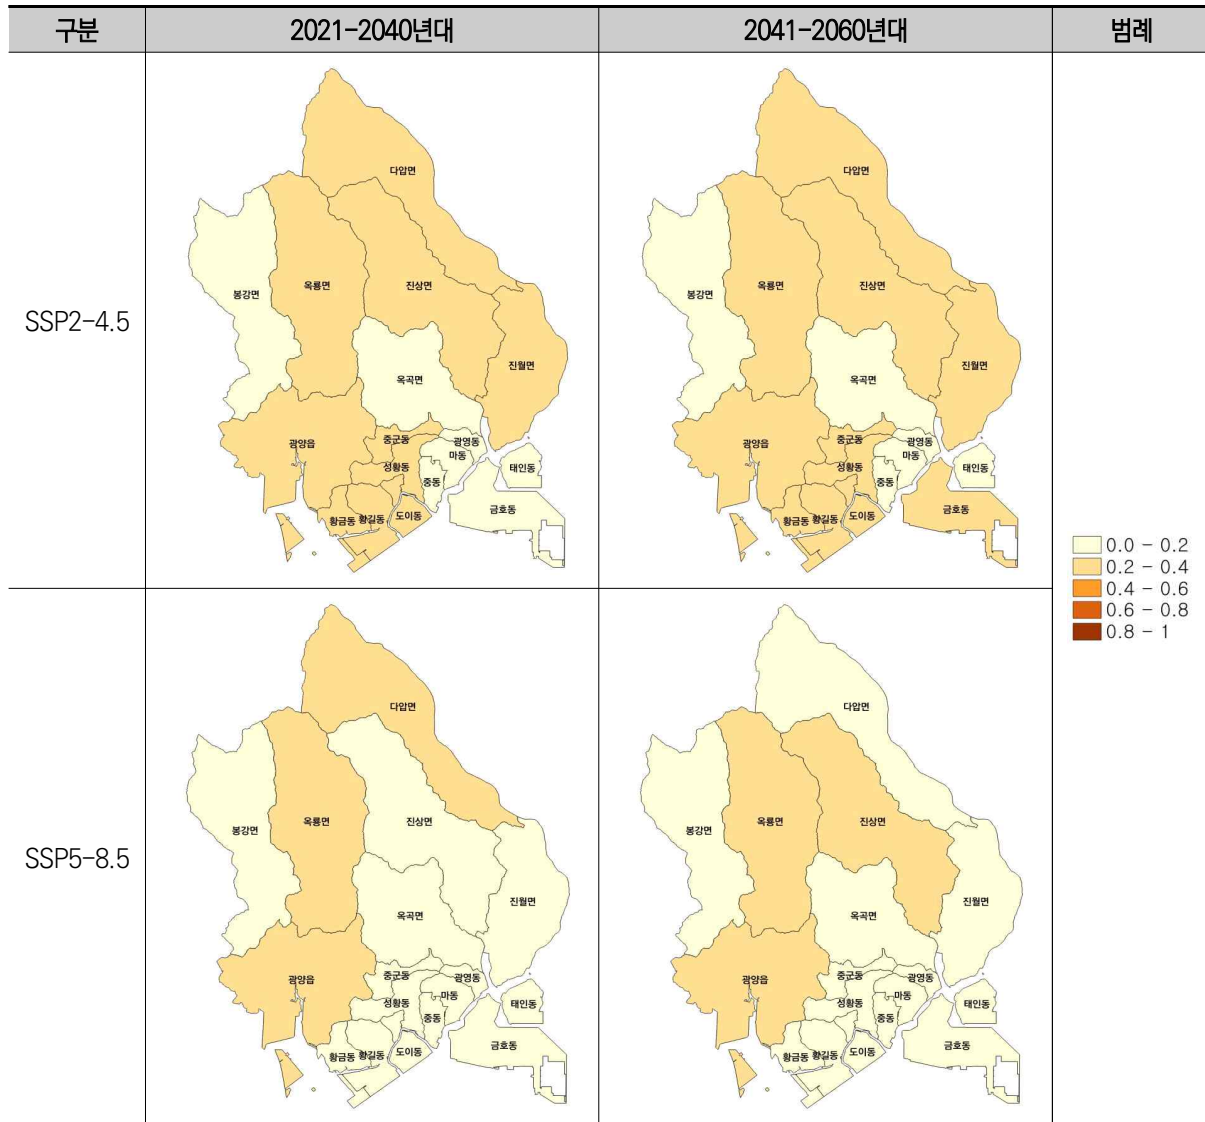 구분 2021-2040년대 2041-2060년대 범례
SSP2-4.5
다압면
봉강면 옥룡면 진상면
진월면
옥곡면
광양읍 중군동 광영동
마동
성황동 태인동
중동
황금동 황길동 도이동 금호동
다압면
봉강면 옥룡면 진상면
진월면
옥곡면
광양읍 중군동 광영동
마동
성황동 태인동
중동
황금동 황길동 도이동 금호동
0.0 - 0.2
0.2 - 0.4
0.4 - 0.6
0.6 - 0.8
0.8 - 1
SSP5-8.5
다압면
봉강면 옥룡면 진상면
진월면
옥곡면
광양읍 중군동 광영동
마동
성황동 태인동
중동
황금동 황길동 도이동 금호동
다압면
봉강면 옥룡면 진상면
진월면
옥곡면
광양읍 중군동 광영동
마동
성황동 태인동
중동
황금동 황길동 도이동 금호동